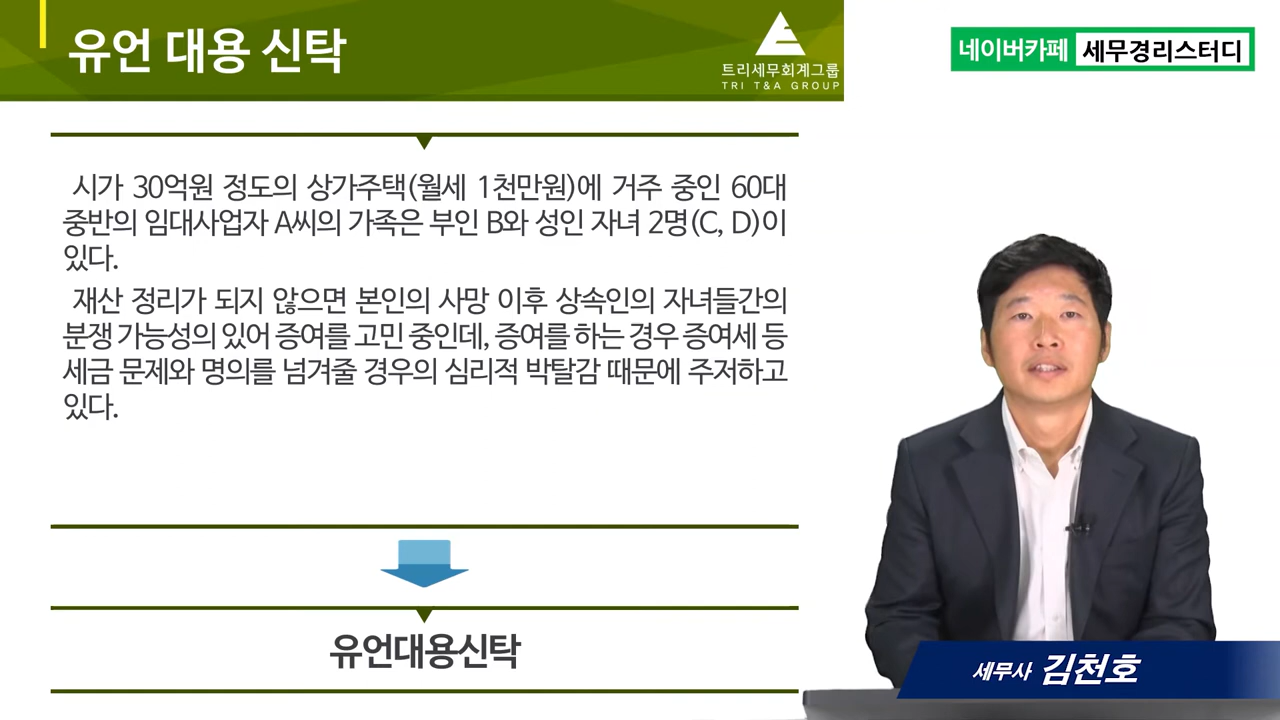 유언 대용 신탁
트리세무회계그룹
TRI T&A GROUP
네이버카페 세무경리스터디
시가 30억원 정도의 상가주택(월세 1천만원)에 거주 중인 60대
중반의 임대사업자 A씨의 가족은 부인 B와 성인 자녀 2명(C, D)이
있다.
재산 정리가 되지 않으면 본인의 사망 이후 상속인의 자녀들간의
분쟁 가능성의 있어 증여를 고민 중인데, 증여를 하는 경우 증여세 등
세금 문제와 명의를 넘겨줄 경우의 심리적 박탈감 때문에 주저하고
있다.
유언대용신탁
세무사 김천호